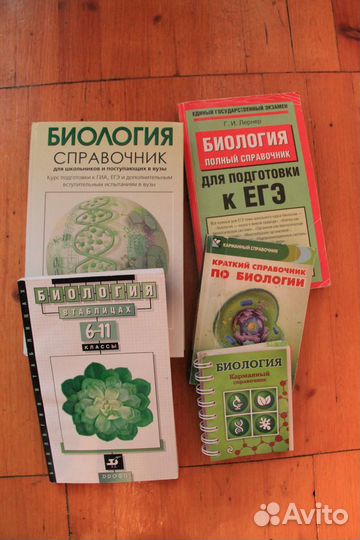 БИОЛОГИЯ
СПРАВОЧНИК
для школьников и поступающих в вузы
Курс подготовки к ГИА, ЕГЭ и дополнительным
вступительным испытаниям в вузы
ЕДИНЫЙ ГОСУДАРСТВЕННЫЙ ЭКЗАМЕН
Г. И. Лернер
БИОЛОГИЯ
ПОЛНЫЙ СПРАВОЧНИК
ДЛЯ ПОДГОТОВКИ
К ЕГЭ
КАРМАННЫЙ СПРАВОЧНИК
КРАТКИЙ СПРАВОЧНИК
ПО БИОЛОГИИ
БИОЛОГИЯ
В ТАБЛИЦАХ
6-11
КЛАССЫ
ДРОФА
БИОЛОГИЯ
Карманный
справочник
Avito